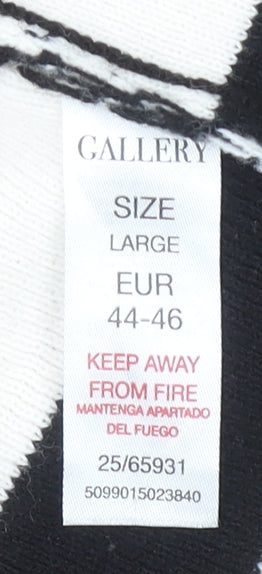 GALLERY
SIZE
LARGE
EUR
44-46
KEEP AWAY
FROM FIRE
MANTENGA APARTADO
DEL FUEGO
25/65931
5099015023840